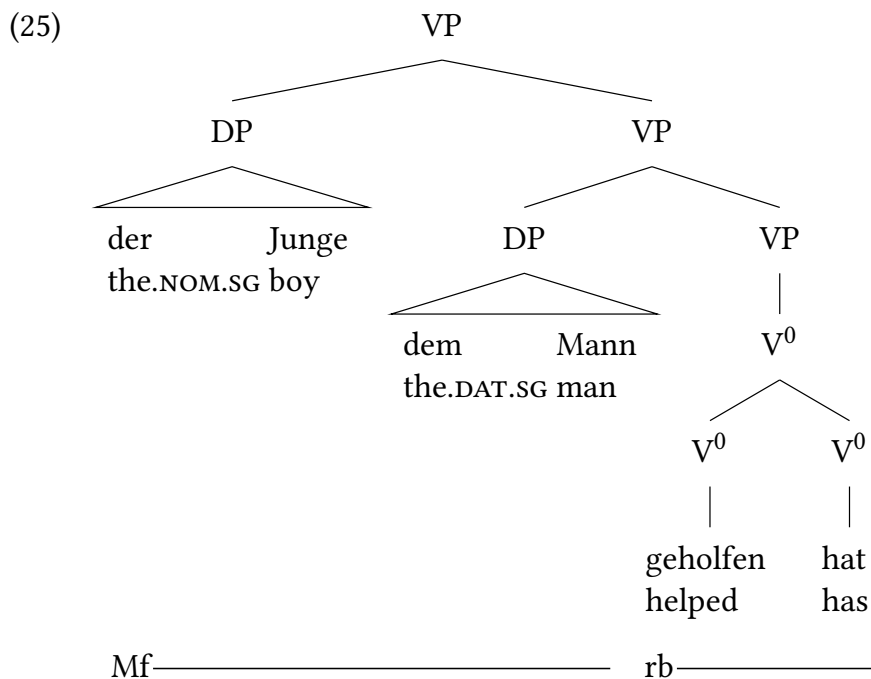 (25) VP
DP VP
der Junge DP VP
the.NOM.SG boy
dem Mann V⁰
the.DAT.SG man
V⁰ V⁰
geholfen hat
helped has
Mf rb